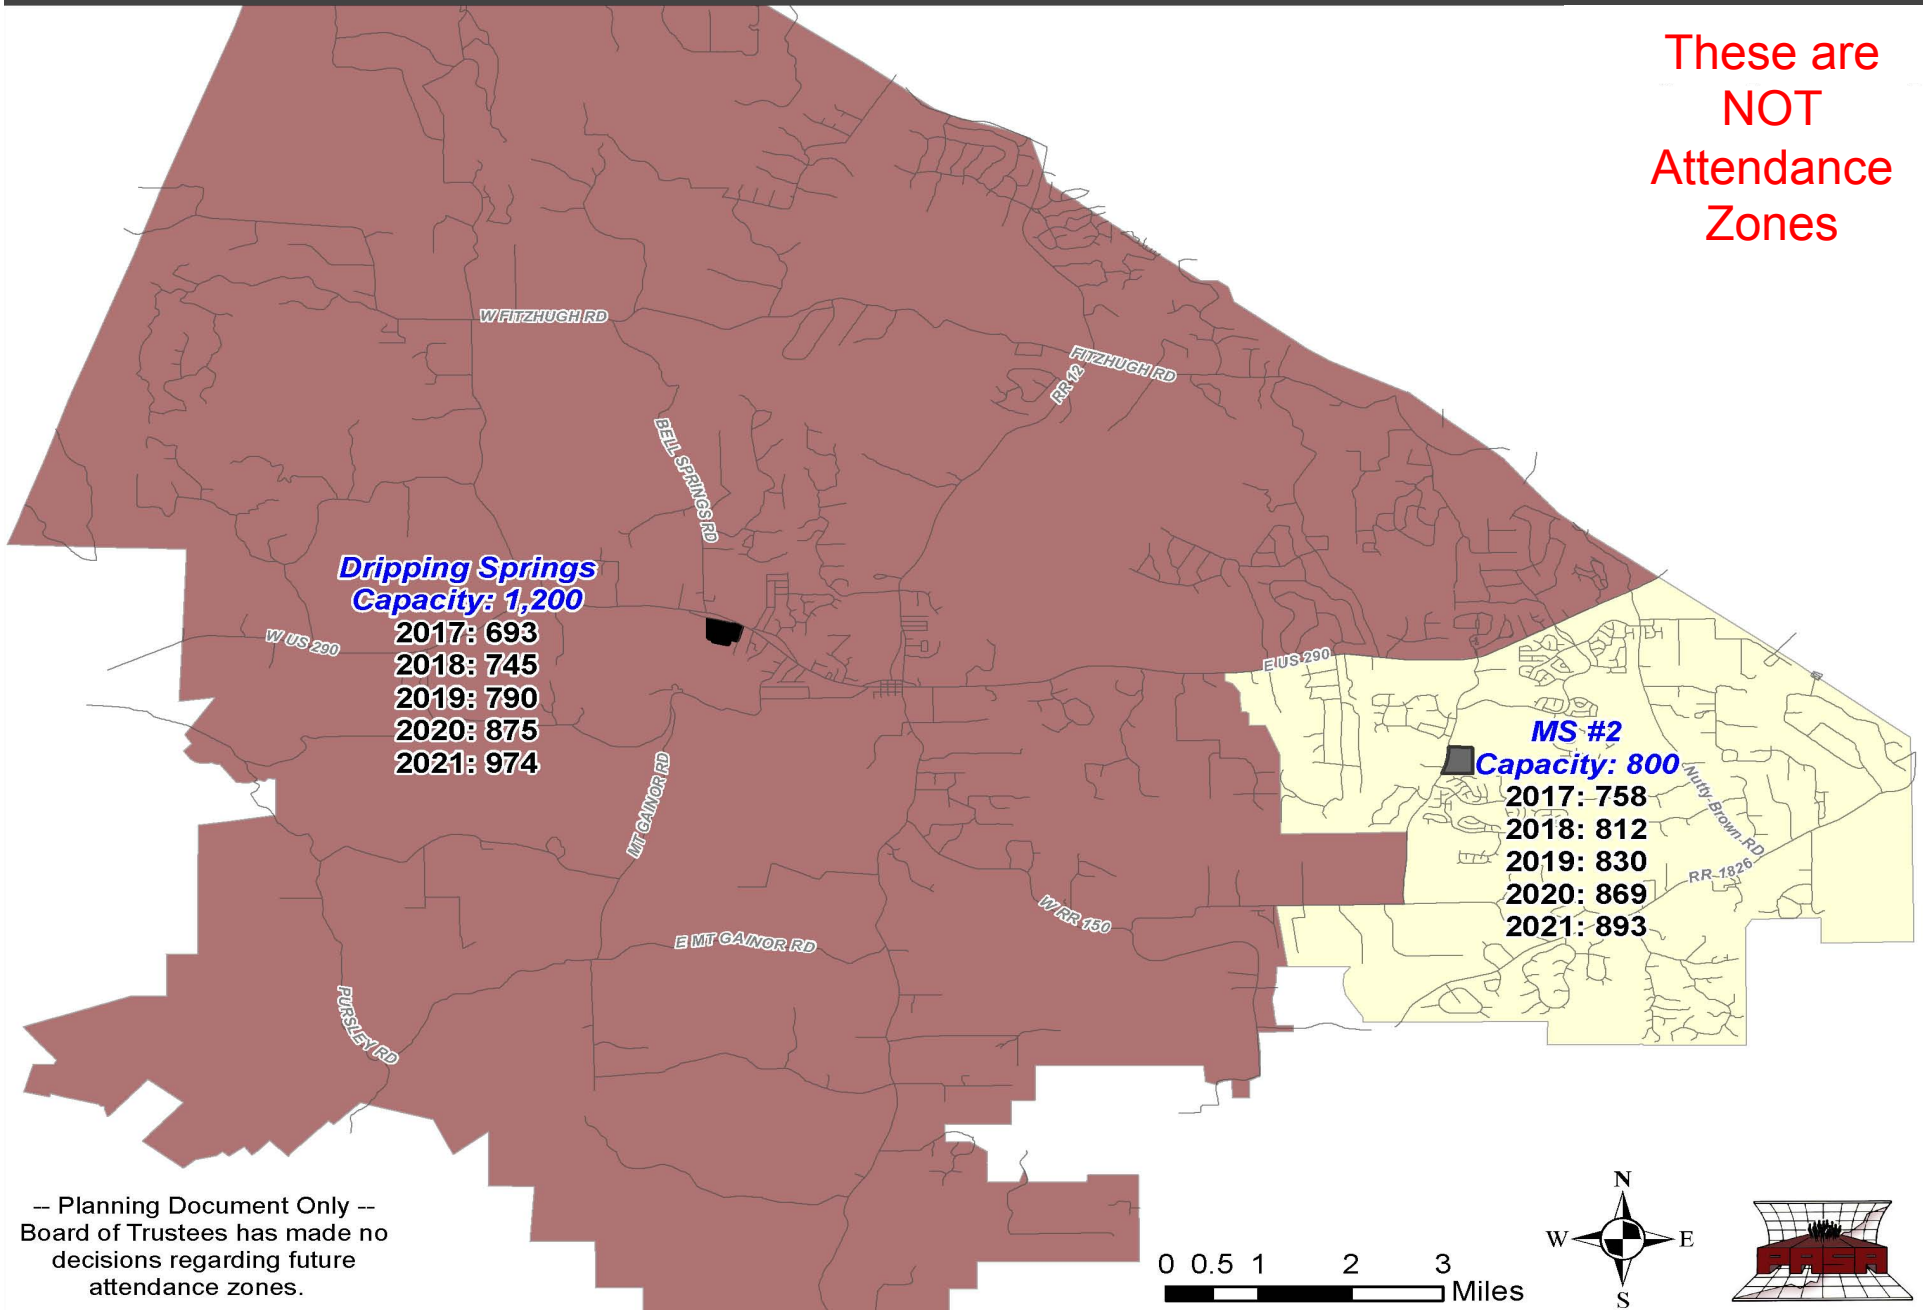 These are
NOT
Attendance
Zones
W FITZHUGH RD
FITZHUGH RD
RR 12
BELL SPRINGS RD
Dripping Springs
Capacity: 1,200
2017: 693
2018: 745
2019: 790
2020: 875
2021: 974
W US 290
E US 290
MS #2
Capacity: 800
2017: 758
2018: 812
2019: 830
2020: 869
2021: 893
Nutty Brown RD
RR 1826
MT GAINOR RD
W RR 150
E MT GAINOR RD
PURSLEY RD
-- Planning Document Only --
Board of Trustees has made no
decisions regarding future
attendance zones.
0 0.5 1 2 3
Miles
N
W E
S